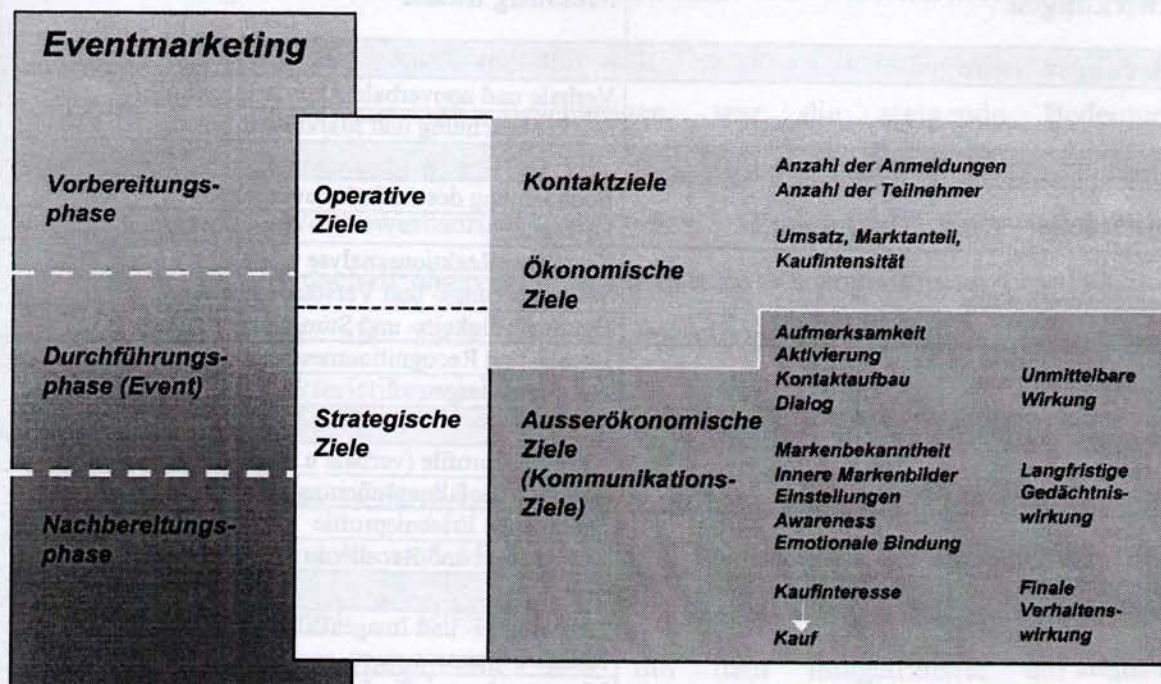 Eventmarketing
Vorbereitungs-
phase
Durchführungs-
phase (Event)
Nachbereitungs-
phase
Operative
Ziele
Strategische
Ziele
Kontaktziele
Ökonomische
Ziele
Ausserökonomische
Ziele
(Kommunikations-
Ziele)
Anzahl der Anmeldungen
Anzahl der Teilnehmer
Umsatz, Marktanteil,
Kaufintensität
Aufmerksamkeit
Aktivierung
Kontaktaufbau
Dialog
Unmittelbare
Wirkung
Markenbekanntheit
Innere Markenbilder
Einstellungen
Awareness
Emotionale Bindung
Langfristige
Gedächtnis-
wirkung
Kaufinteresse
Kauf
Finale
Verhaltens-
wirkung